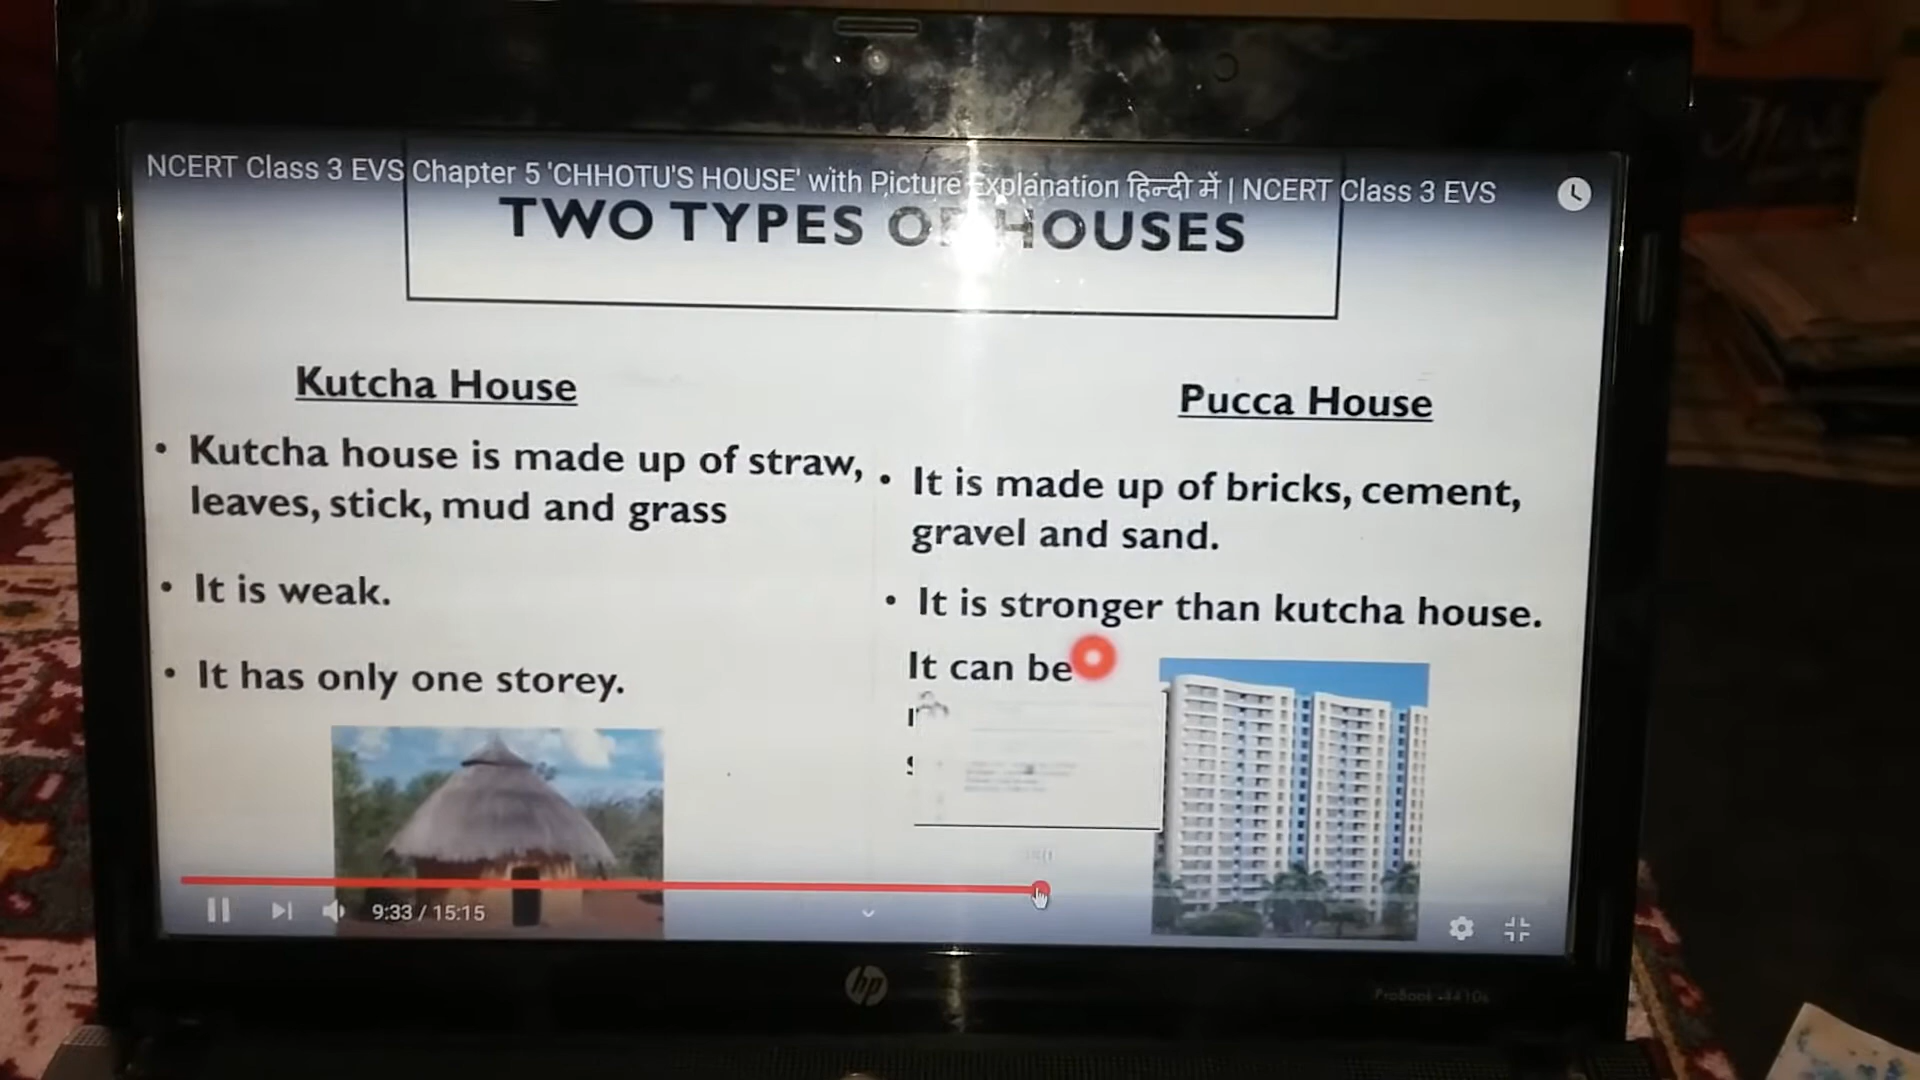 NCERT Class 3 EVS Chapter 5 'CHHOTU'S HOUSE' with Picture Explanation हिन्दी में | NCERT Class 3 EVS
TWO TYPES OF HOUSES
Kutcha House
• Kutcha house is made up of straw,
leaves, stick, mud and grass
• It is weak.
• It has only one storey.
Pucca House
• It is made up of bricks, cement,
gravel and sand.
• It is stronger than kutcha house.
It can be
9:33 / 15:15
hp
ProBook 4410s